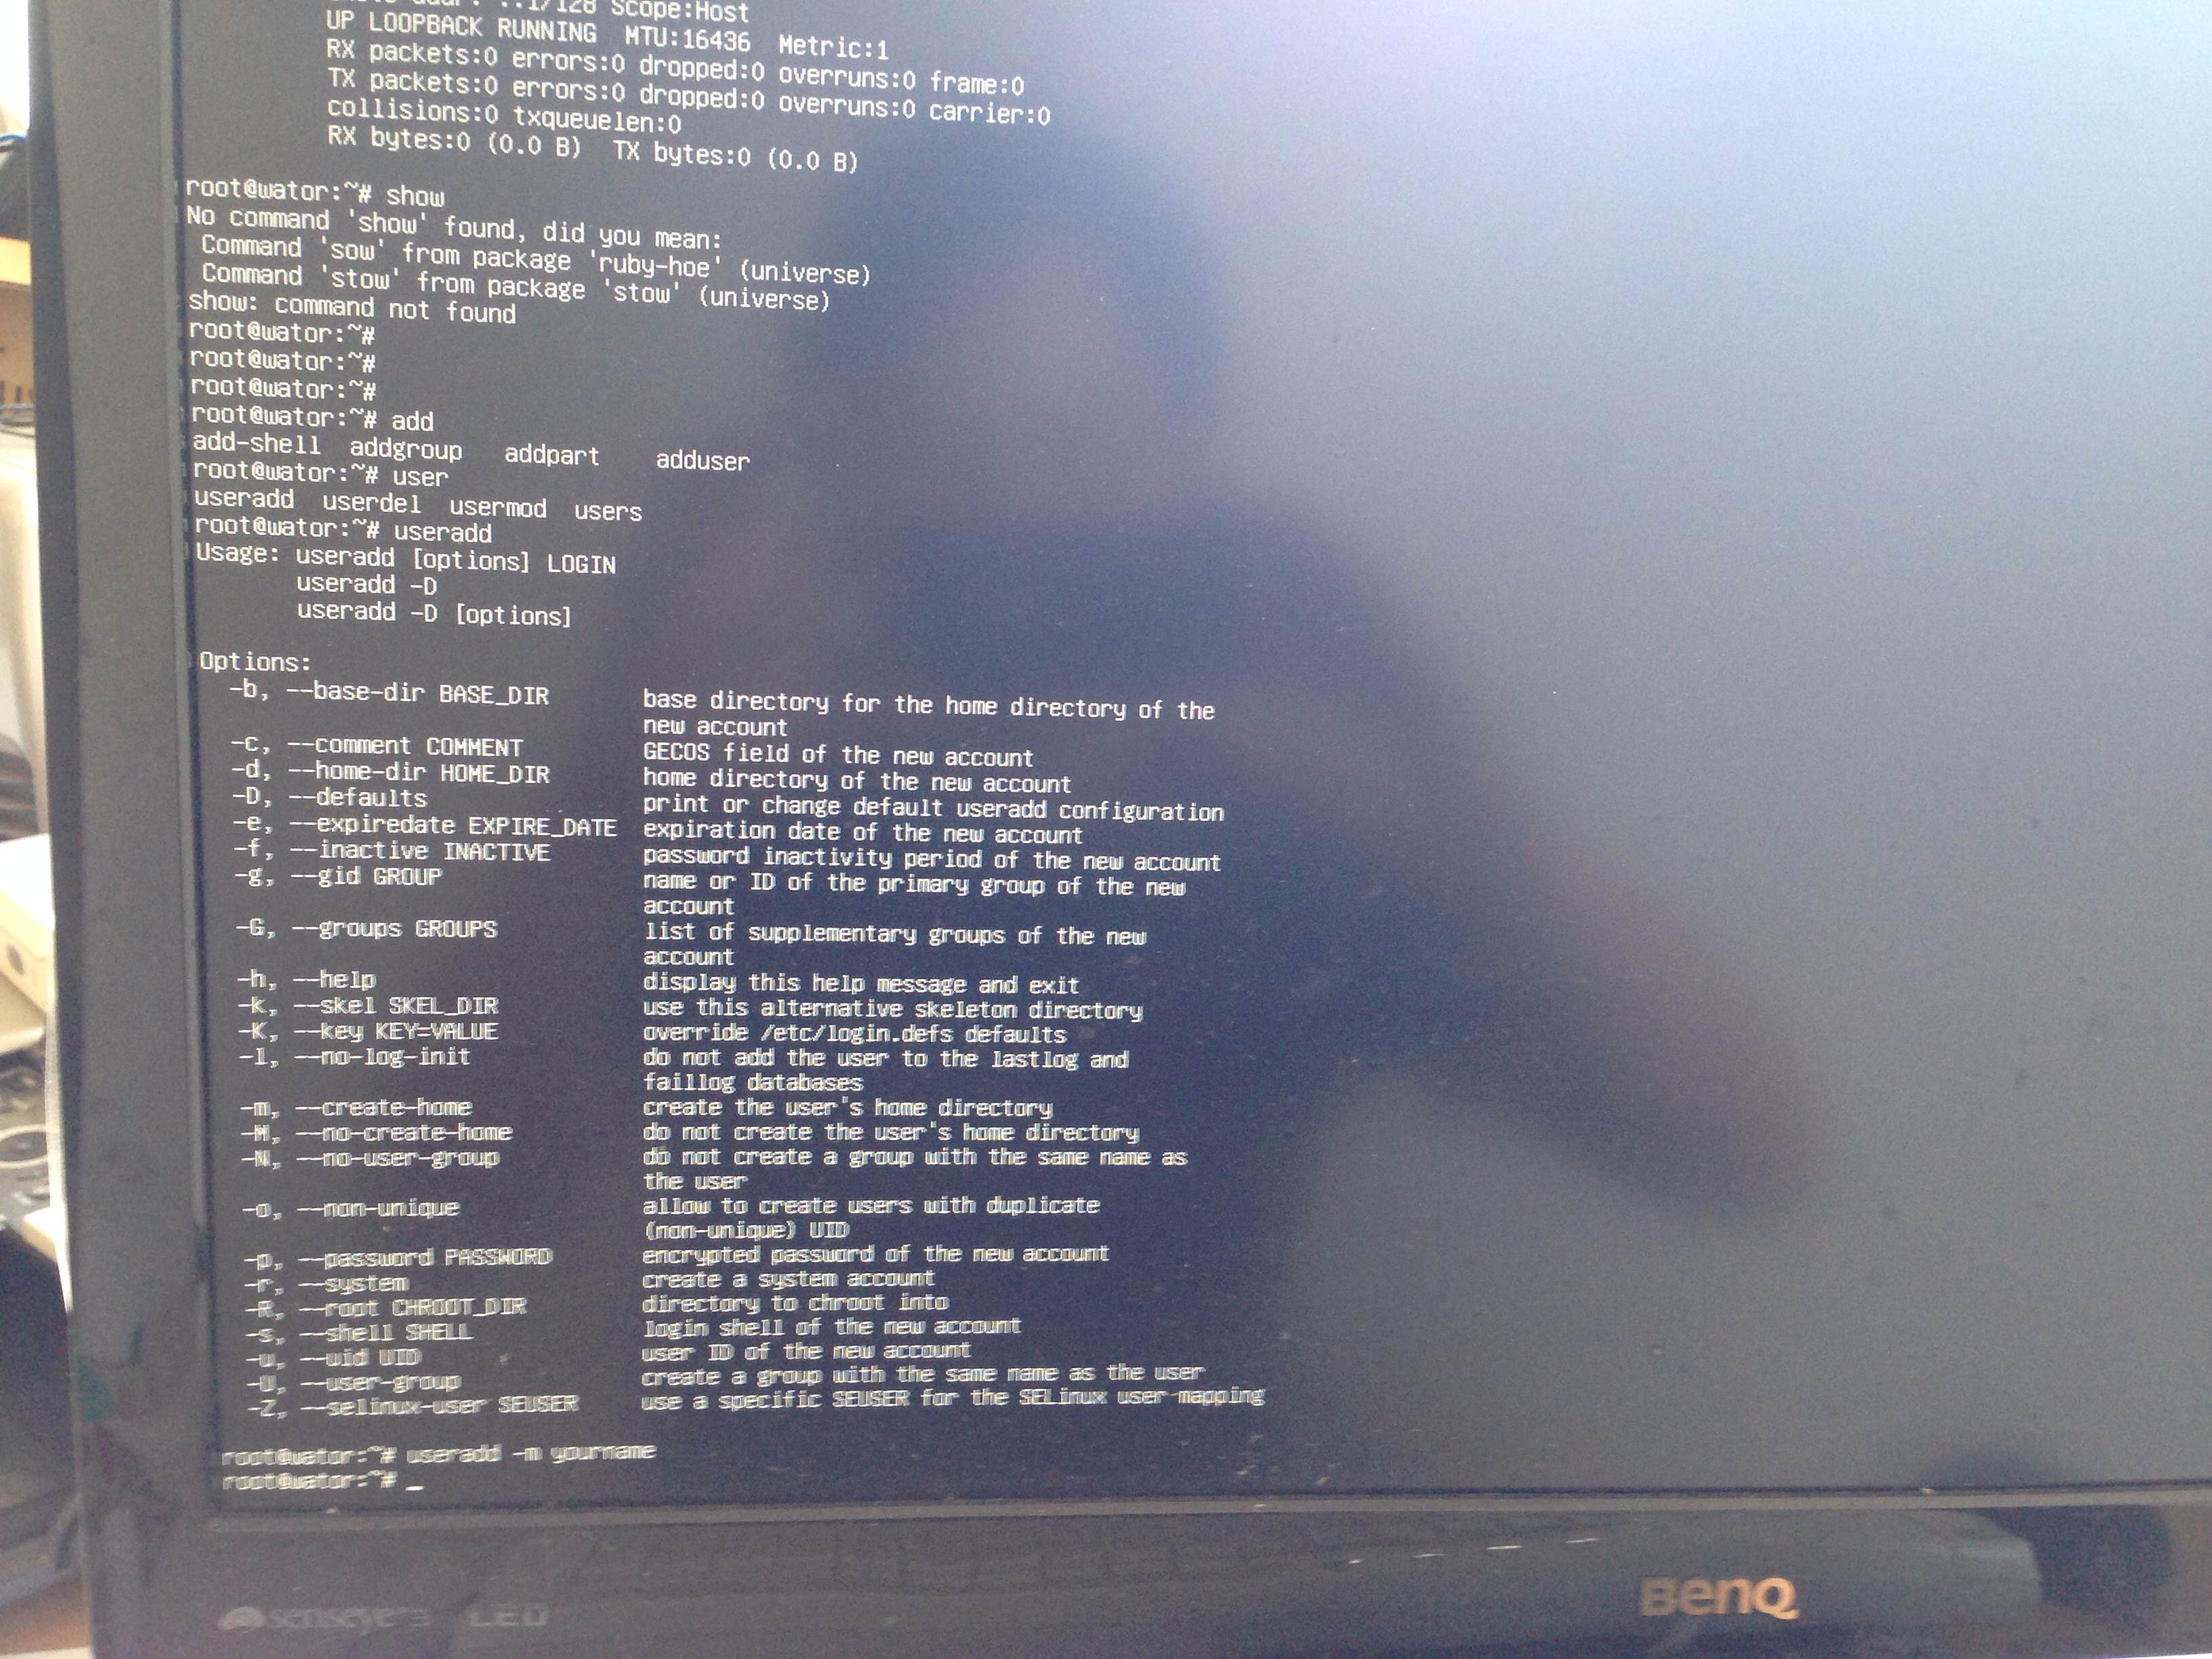 ::1/128 Scope:Host
UP LOOPBACK RUNNING  MTU:16436  Metric:1
RX packets:0 errors:0 dropped:0 overruns:0 frame:0
TX packets:0 errors:0 dropped:0 overruns:0 carrier:0
collisions:0 txqueuelen:0
RX bytes:0 (0.0 B)  TX bytes:0 (0.0 B)
root@wator:~# show
No command 'show' found, did you mean:
 Command 'sow' from package 'ruby-hoe' (universe)
 Command 'stow' from package 'stow' (universe)
show: command not found
root@wator:~#
root@wator:~#
root@wator:~#
root@wator:~# add
add-shell  addgroup   addpart    adduser
root@wator:~# user
useradd  userdel  usermod  users
root@wator:~# useradd
Usage: useradd [options] LOGIN
       useradd -D
       useradd -D [options]
Options:
  -b, --base-dir BASE_DIR       base directory for the home directory of the
                                new account
  -c, --comment COMMENT         GECOS field of the new account
  -d, --home-dir HOME_DIR       home directory of the new account
  -D, --defaults                print or change default useradd configuration
  -e, --expiredate EXPIRE_DATE  expiration date of the new account
  -f, --inactive INACTIVE       password inactivity period of the new account
  -g, --gid GROUP               name or ID of the primary group of the new
                                account
  -G, --groups GROUPS           list of supplementary groups of the new
                                account
  -h, --help                    display this help message and exit
  -k, --skel SKEL_DIR           use this alternative skeleton directory
  -K, --key KEY=VALUE           override /etc/login.defs defaults
  -l, --no-log-init             do not add the user to the lastlog and
                                faillog databases
  -m, --create-home             create the user's home directory
  -M, --no-create-home          do not create the user's home directory
  -N, --no-user-group           do not create a group with the same name as
                                the user
  -o, --non-unique              allow to create users with duplicate
                                (non-unique) UID
  -p, --password PASSWORD       encrypted password of the new account
  -r, --system                  create a system account
  -R, --root CHROOT_DIR         directory to chroot into
  -s, --shell SHELL             login shell of the new account
  -u, --uid UID                 user ID of the new account
  -U, --user-group              create a group with the same name as the user
  -Z, --selinux-user SEUSER     use a specific SEUSER for the SELinux user mapping
root@wator:~# useradd -m yourname
root@wator:~# _
senseye LED
BenQ